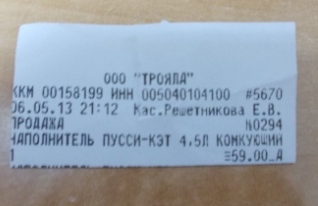 ООО "ТРОЯЛА"
ККМ 00158199 ИНН 005040104100 #5670
06.05.13 21:12 Кас.Решетникова Е.В.
ПРОДАЖА №0294
НАПОЛНИТЕЛЬ ПУССИ-КЭТ 4.5Л КОМКУЮЩИЙ
1 =59.00_А